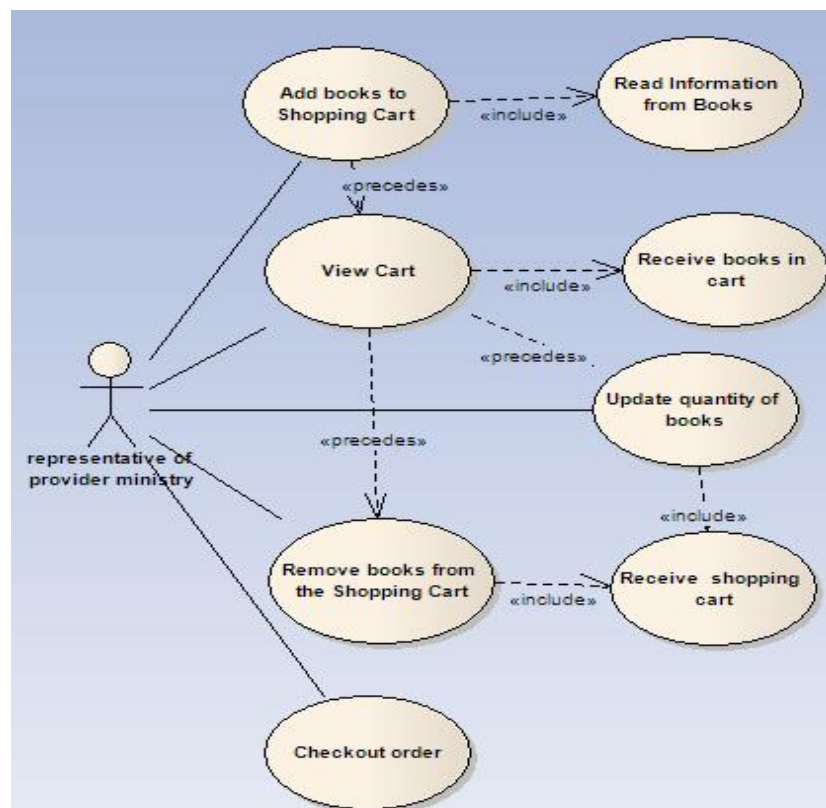 Add books to
Shopping Cart
Read Information
from Books
«include»
«precedes»
View Cart
Receive books in
cart
«include»
«precedes»
Update quantity of
books
representative of
provider ministry
«precedes»
«include»
Remove books from
the Shopping Cart
Receive shopping
cart
«include»
Checkout order